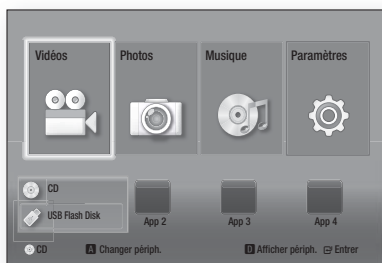 Vidéos Photos Musique Paramètres
CD
USB Flash Disk
App 2 App 3 App 4
CD A Changer périph. D Afficher périph. Entrer